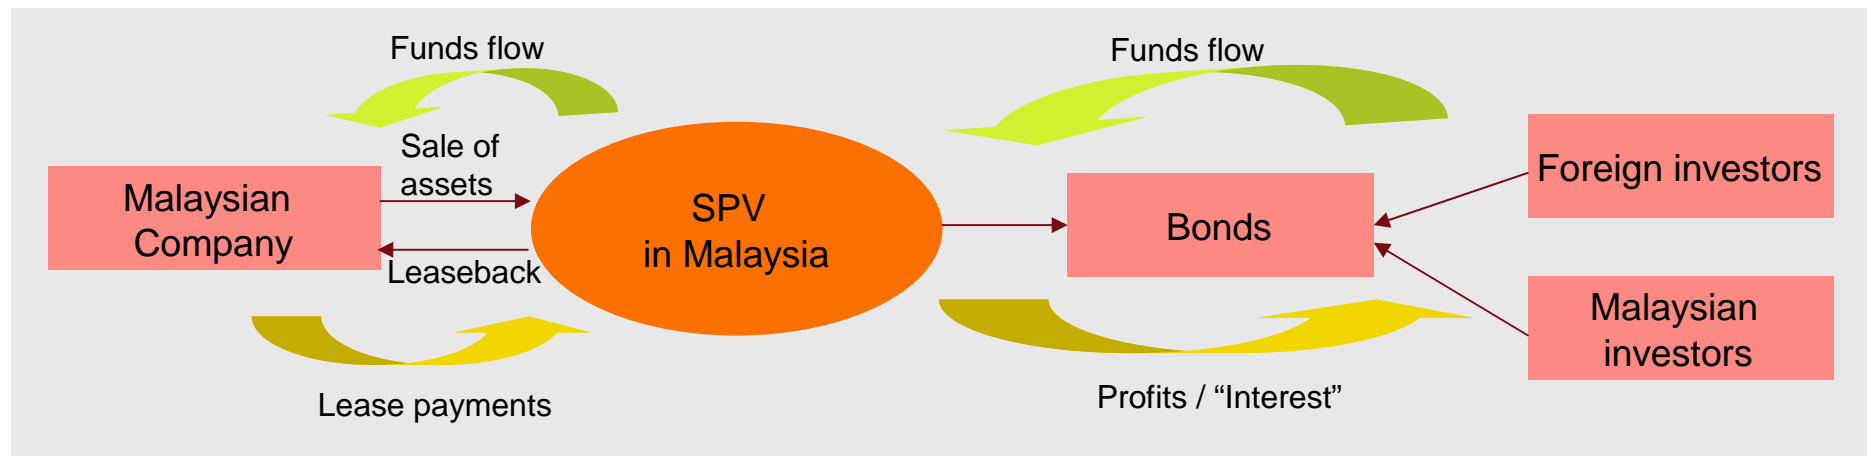 Funds flow
Funds flow
Sale of
assets
Malaysian
Company
Leaseback
SPV
in Malaysia
Bonds
Foreign investors
Malaysian
investors
Lease payments
Profits / “Interest”